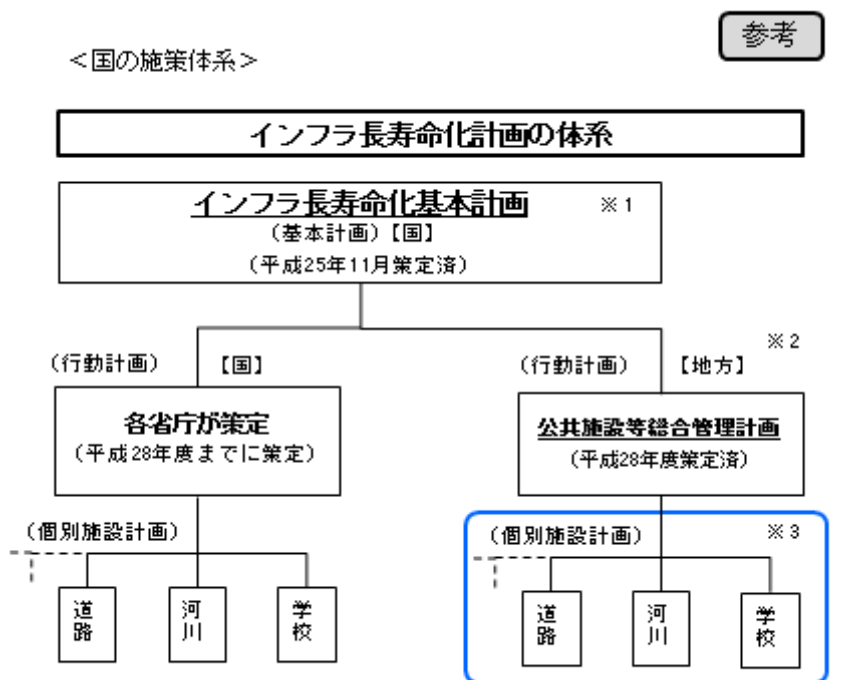 参考
＜国の施策体系＞
インフラ長寿命化計画の体系
インフラ長寿命化基本計画 ※1
（基本計画）【国】
（平成25年11月策定済）
（行動計画） 【国】
各省庁が策定
（平成28年度までに策定）
（個別施設計画）
道路
河川
学校
※2
（行動計画） 【地方】
公共施設等総合管理計画
（平成28年度策定済）
（個別施設計画） ※3
道路
河川
学校